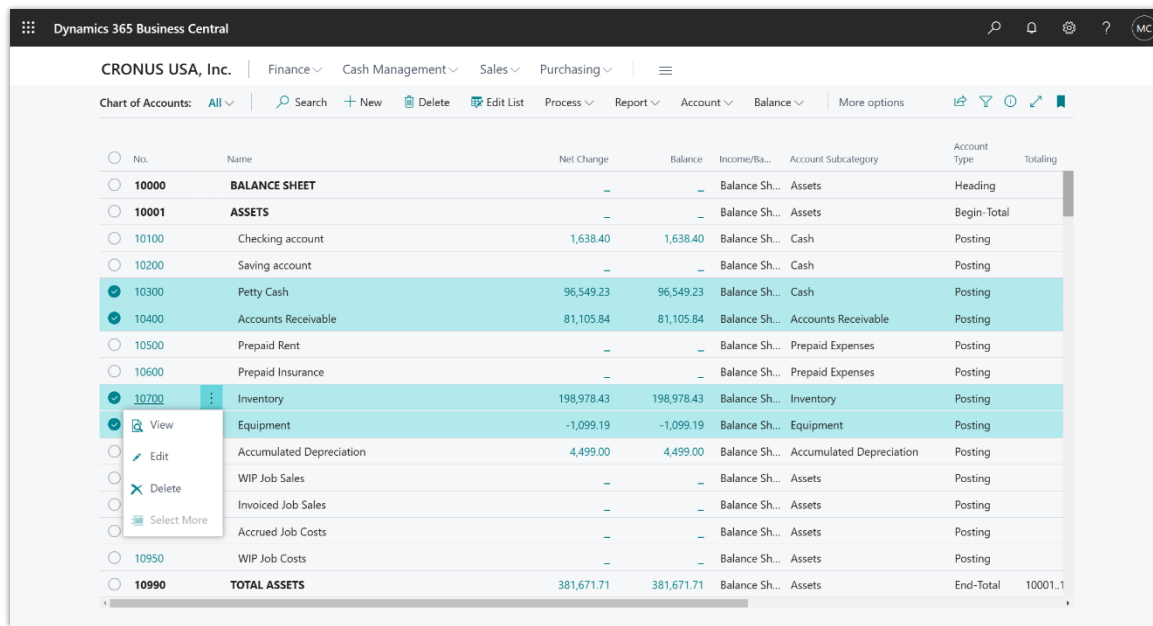 Dynamics 365 Business Central ? MC
CRONUS USA, Inc. Finance Cash Management Sales Purchasing
Chart of Accounts: All Search New Delete Edit List Process Report Account Balance More options
No. Name Net Change Balance Income/Ba... Account Subcategory Account Type Totaling
10000 BALANCE SHEET _ _ Balance Sh... Assets Heading
10001 ASSETS _ _ Balance Sh... Assets Begin-Total
10100 Checking account 1,638.40 1,638.40 Balance Sh... Cash Posting
10200 Saving account _ _ Balance Sh... Cash Posting
10300 Petty Cash 96,549.23 96,549.23 Balance Sh... Cash Posting
10400 Accounts Receivable 81,105.84 81,105.84 Balance Sh... Accounts Receivable Posting
10500 Prepaid Rent _ _ Balance Sh... Prepaid Expenses Posting
10600 Prepaid Insurance _ _ Balance Sh... Prepaid Expenses Posting
10700 Inventory 198,978.43 198,978.43 Balance Sh... Inventory Posting
View Equipment -1,099.19 -1,099.19 Balance Sh... Equipment Posting
Edit Accumulated Depreciation 4,499.00 4,499.00 Balance Sh... Accumulated Depreciation Posting
Delete WIP Job Sales _ _ Balance Sh... Assets Posting
Invoiced Job Sales _ _ Balance Sh... Assets Posting
Select More Accrued Job Costs _ _ Balance Sh... Assets Posting
10950 WIP Job Costs _ _ Balance Sh... Assets Posting
10990 TOTAL ASSETS 381,671.71 381,671.71 Balance Sh... Assets End-Total 10001..1